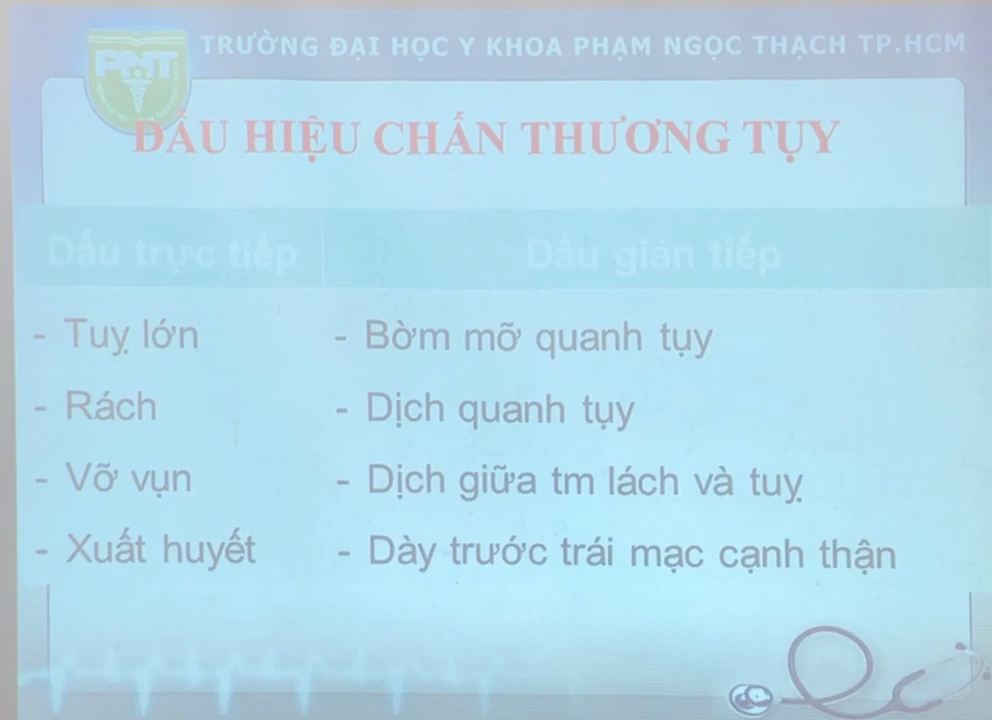 TRƯỜNG ĐẠI HỌC Y KHOA PHẠM NGỌC THẠCH TP.HCM
PNT
DẤU HIỆU CHẤN THƯƠNG TỤY
Dấu trực tiếp Dấu gián tiếp
- Tuỵ lớn - Bờm mỡ quanh tụy
- Rách - Dịch quanh tụy
- Vỡ vụn - Dịch giữa tm lách và tuỵ
- Xuất huyết - Dày trước trái mạc cạnh thận